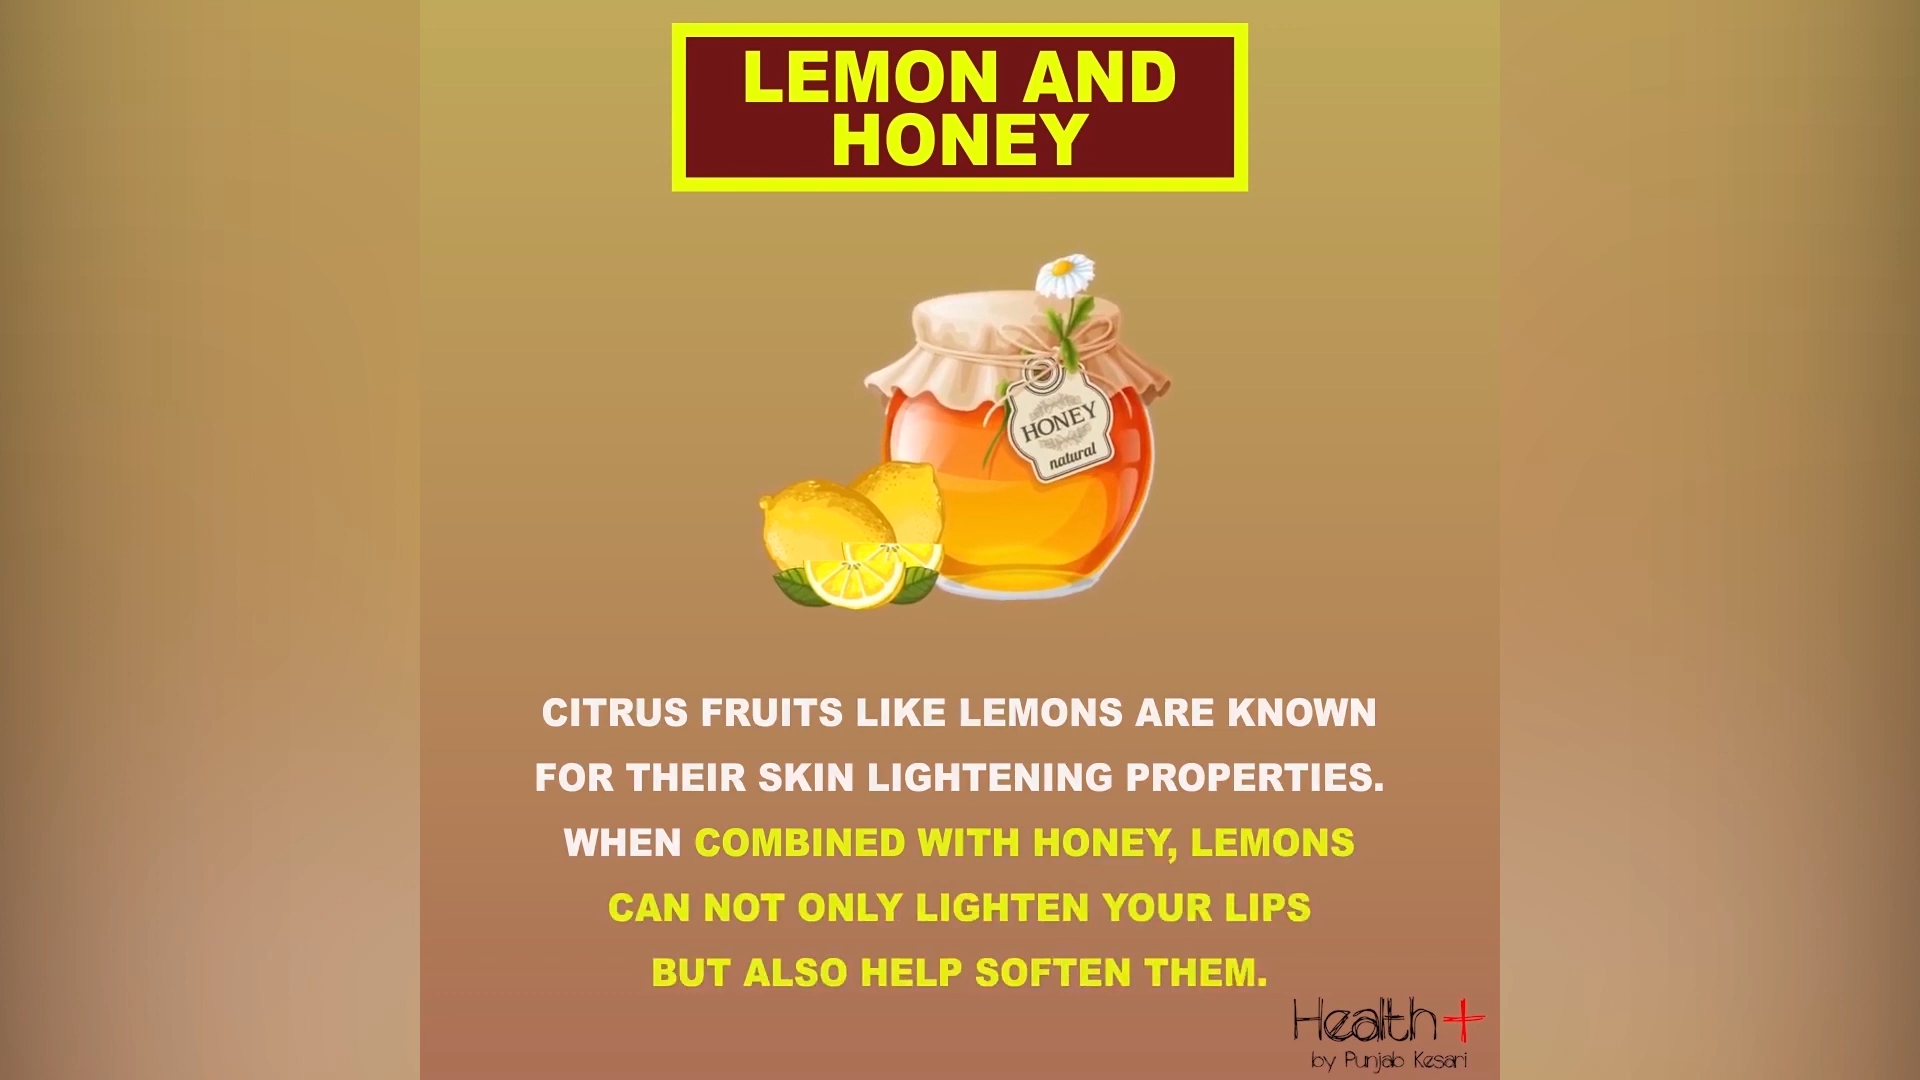 LEMON AND
HONEY
HONEY
natural
CITRUS FRUITS LIKE LEMONS ARE KNOWN
FOR THEIR SKIN LIGHTENING PROPERTIES.
WHEN COMBINED WITH HONEY, LEMONS
CAN NOT ONLY LIGHTEN YOUR LIPS
BUT ALSO HELP SOFTEN THEM.
Health+
by Punjab Kesari